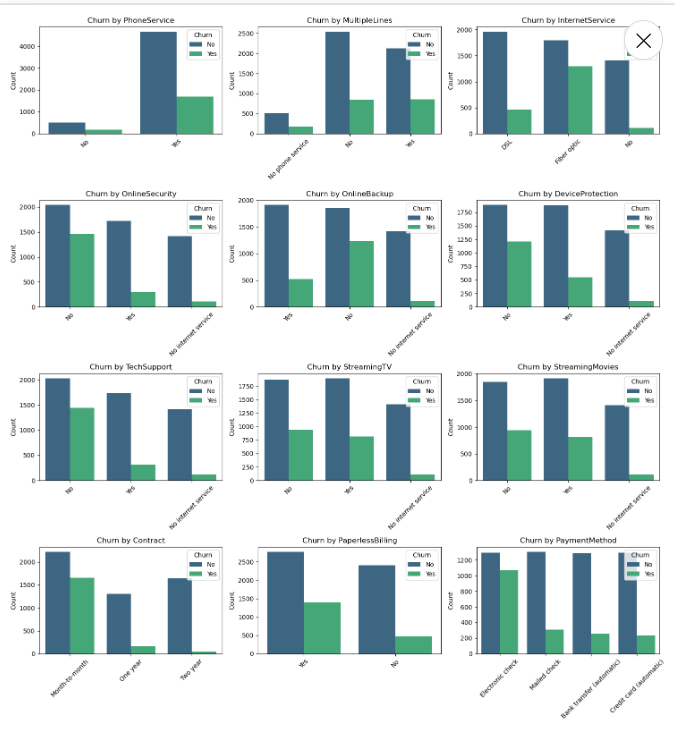 Churn by PhoneService
Count
4000
3000
2000
1000
0
No
Yes
Churn
No
Yes
Churn by MultipleLines
Count
2500
2000
1500
1000
500
0
No phone service
No
Yes
Churn
No
Yes
Churn by InternetService
Count
2000
1500
1000
500
0
DSL
Fiber optic
No
Churn by OnlineSecurity
Count
2000
1500
1000
500
0
No
Yes
No internet service
Churn
No
Yes
Churn by OnlineBackup
Count
2000
1500
1000
500
0
Yes
No
No internet service
Churn
No
Yes
Churn by DeviceProtection
Count
1750
1500
1250
1000
750
500
250
0
No
Yes
No internet service
Churn
No
Yes
Churn by TechSupport
Count
2000
1500
1000
500
0
No
Yes
No internet service
Churn
No
Yes
Churn by StreamingTV
Count
1750
1500
1250
1000
750
500
250
0
No
Yes
No internet service
Churn
No
Yes
Churn by StreamingMovies
Count
2000
1500
1000
500
0
No
Yes
No internet service
Churn
No
Yes
Churn by Contract
Count
2000
1500
1000
500
0
Month-to-month
One year
Two year
Churn
No
Yes
Churn by PaperlessBilling
Count
2500
2000
1500
1000
500
0
Yes
No
Churn
No
Yes
Churn by PaymentMethod
Count
1200
1000
800
600
400
200
0
Electronic check
Mailed check
Bank transfer (automatic)
Credit card (automatic)
Churn
No
Yes